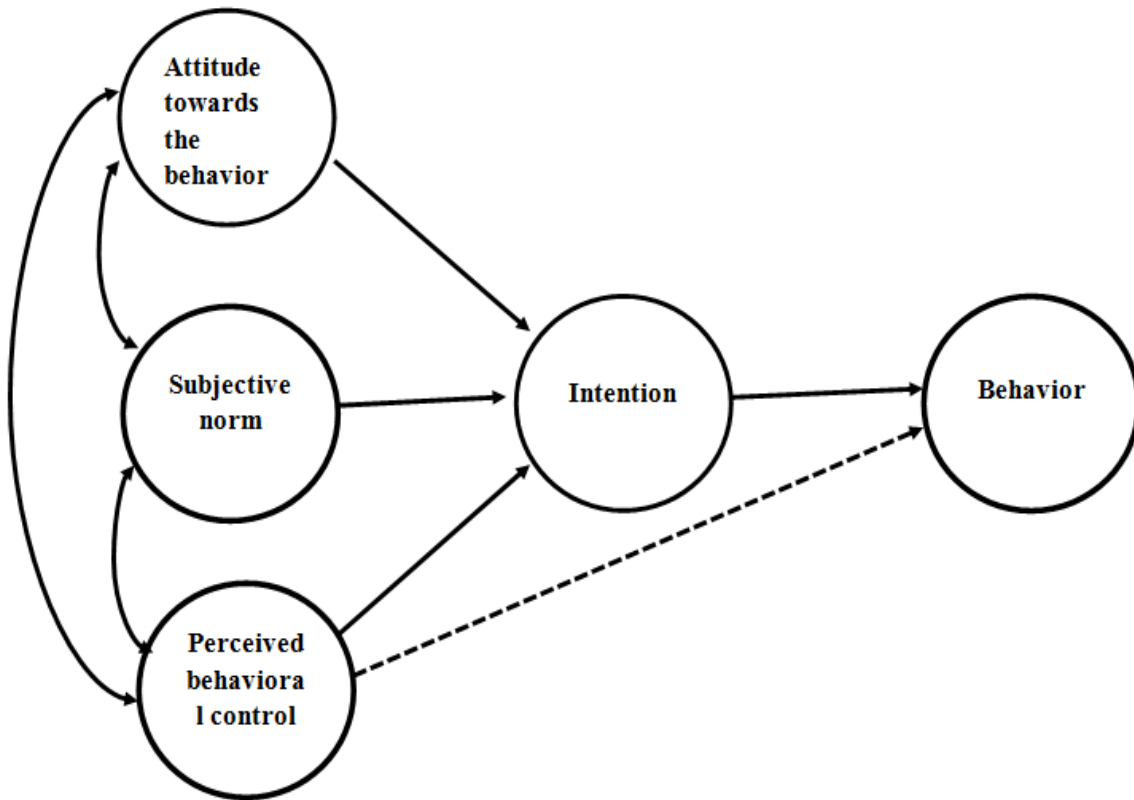 Attitude
towards
the
behavior
Subjective
norm
Intention
Behavior
Perceived
behaviora
l control